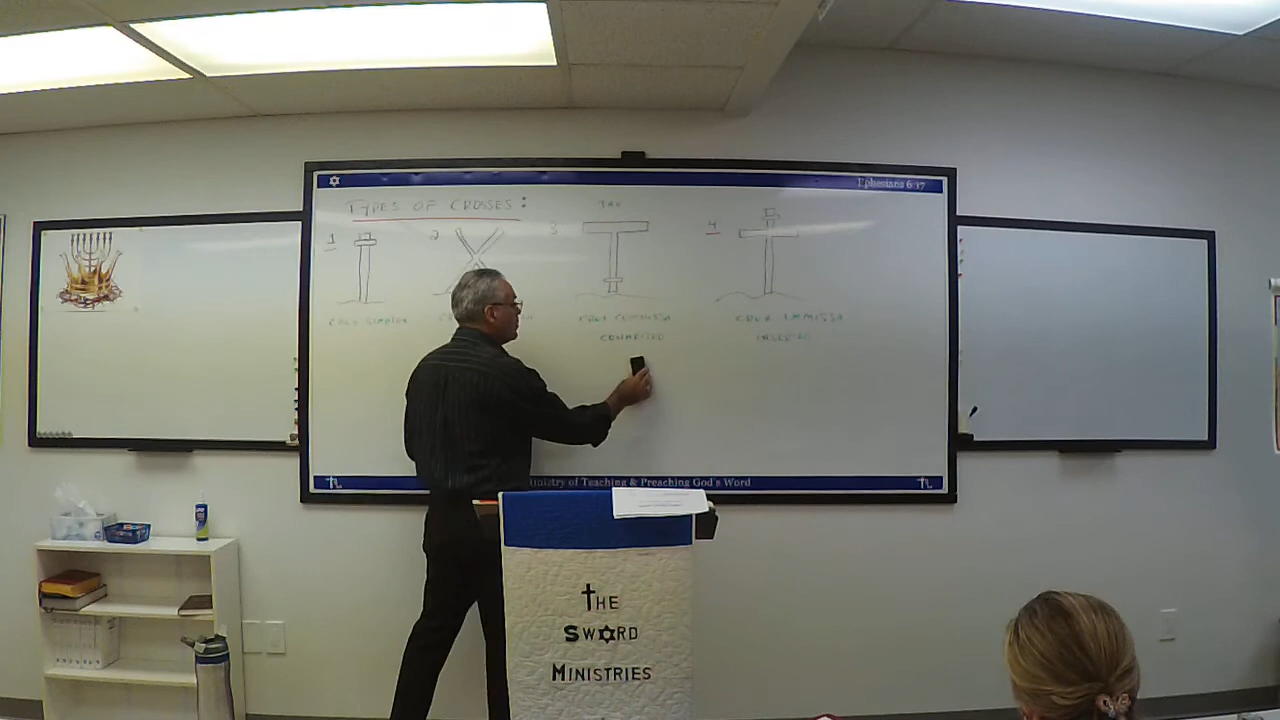 Ephesians 6:17
TYPES OF CROSSES:
TAU
1
2
3
4
CRUX SIMPLEX
CRUX COMMISSA
CRUX IMMISSA
CONNECTED
INSERTED
Ministry of Teaching & Preaching God's Word
THE
SWORD
MINISTRIES